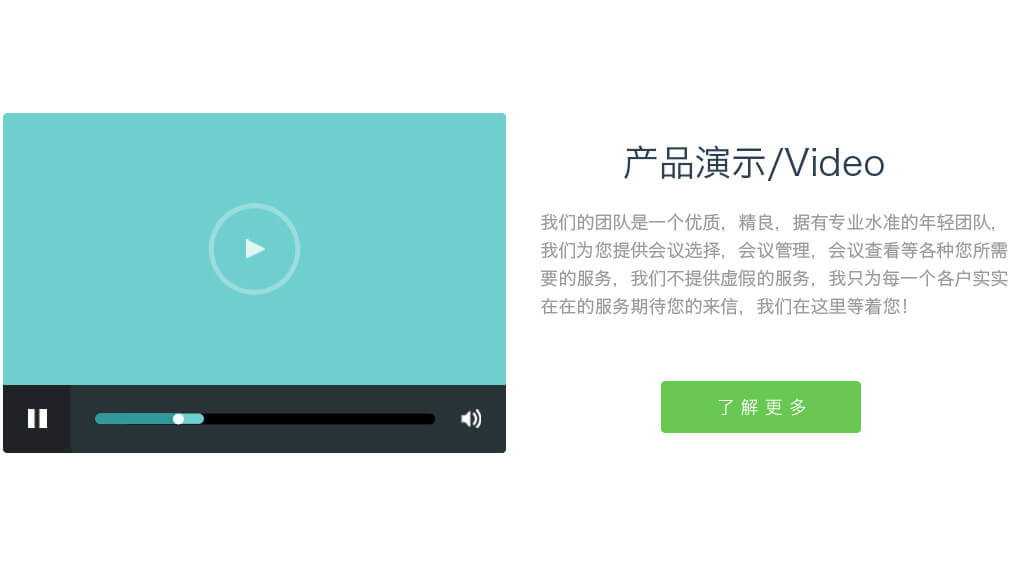 产品演示/Video
我们的团队是一个优质，精良，据有专业水准的年轻团队，
我们为您提供会议选择，会议管理，会议查看等各种您所需
要的服务，我们不提供虚假的服务，我只为每一个各户实实
在在的服务期待您的来信，我们在这里等着您！
了解更多